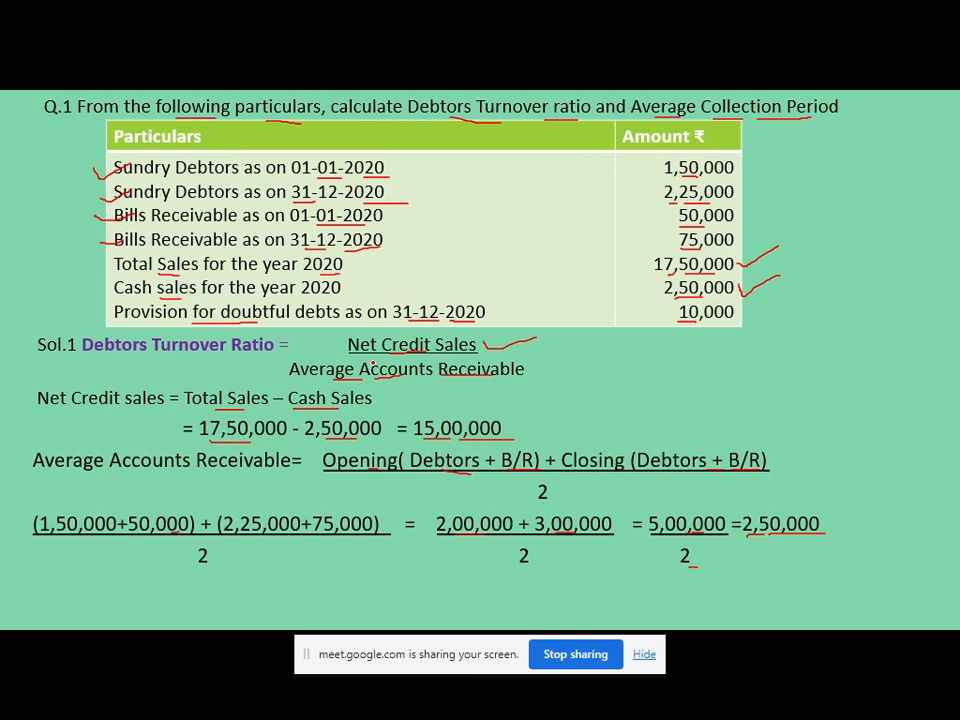 Q.1 From the following particulars, calculate Debtors Turnover ratio and Average Collection Period
Particulars Amount ₹
Sundry Debtors as on 01-01-2020 1,50,000
Sundry Debtors as on 31-12-2020 2,25,000
Bills Receivable as on 01-01-2020 50,000
Bills Receivable as on 31-12-2020 75,000
Total Sales for the year 2020 17,50,000
Cash sales for the year 2020 2,50,000
Provision for doubtful debts as on 31-12-2020 10,000
Sol.1 Debtors Turnover Ratio = Net Credit Sales
Average Accounts Receivable
Net Credit sales = Total Sales – Cash Sales
= 17,50,000 - 2,50,000 = 15,00,000
Average Accounts Receivable= Opening( Debtors + B/R) + Closing (Debtors + B/R)
2
(1,50,000+50,000) + (2,25,000+75,000) = 2,00,000 + 3,00,000 = 5,00,000 =2,50,000
2 2 2
meet.google.com is sharing your screen. Stop sharing Hide